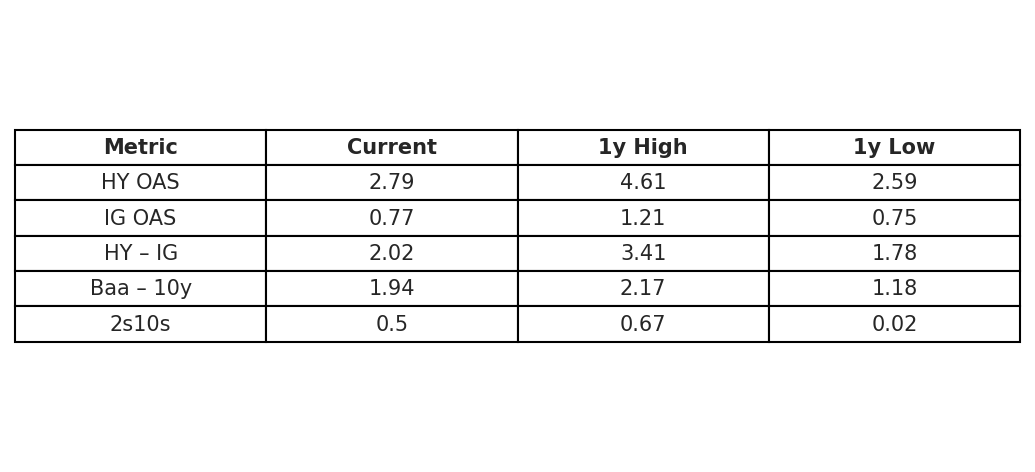 Metric Current 1y High 1y Low
HY OAS 2.79 4.61 2.59
IG OAS 0.77 1.21 0.75
HY – IG 2.02 3.41 1.78
Baa – 10y 1.94 2.17 1.18
2s10s 0.5 0.67 0.02